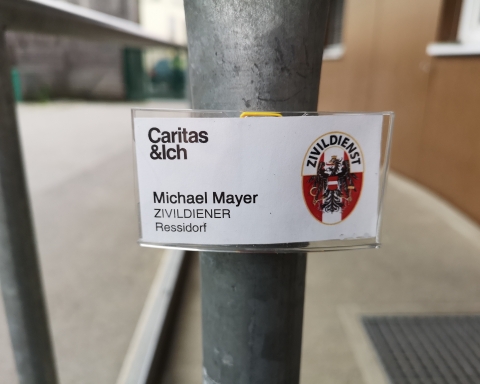 Caritas
&Ich
ZIVILDIENST
Michael Mayer
ZIVILDIENER
Ressidorf